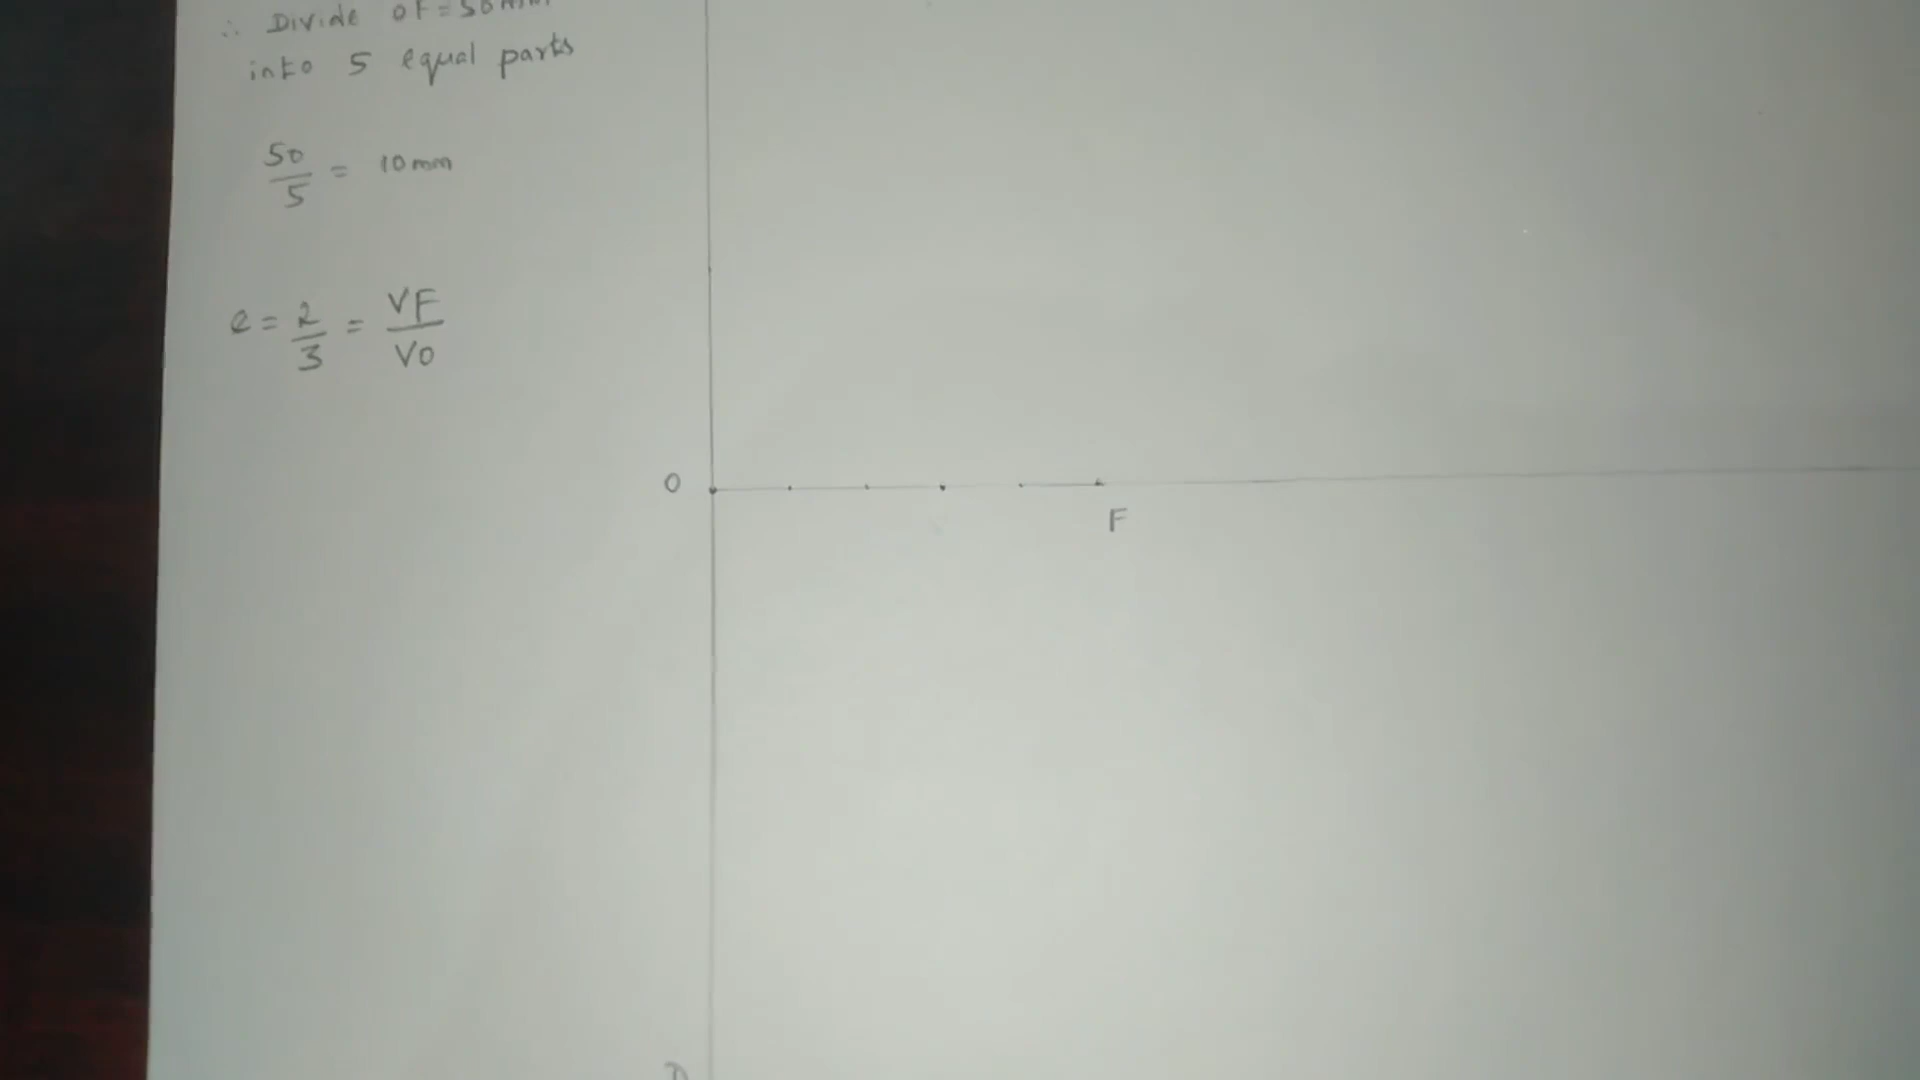 ∴ Divide OF = 50mm
into 5 equal parts
50/5 = 10mm
e = 2/3 = VF/VO
O
F
D